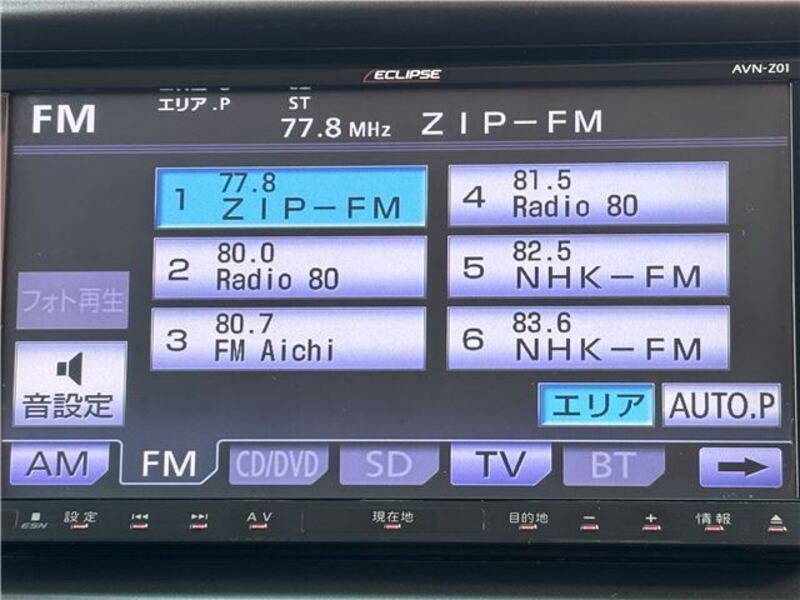 ECLIPSE
AVN-Z01
FM
エリア.P
ST
77.8 MHz
ZIP-FM
1
77.8
ZIP-FM
4
81.5
Radio 80
2
80.0
Radio 80
5
82.5
NHK-FM
3
80.7
FM Aichi
6
83.6
NHK-FM
フォト再生
音設定
エリア
AUTO.P
AM
FM
CD/DVD
SD
TV
BT
ESN
設定
AV
現在地
目的地
情報